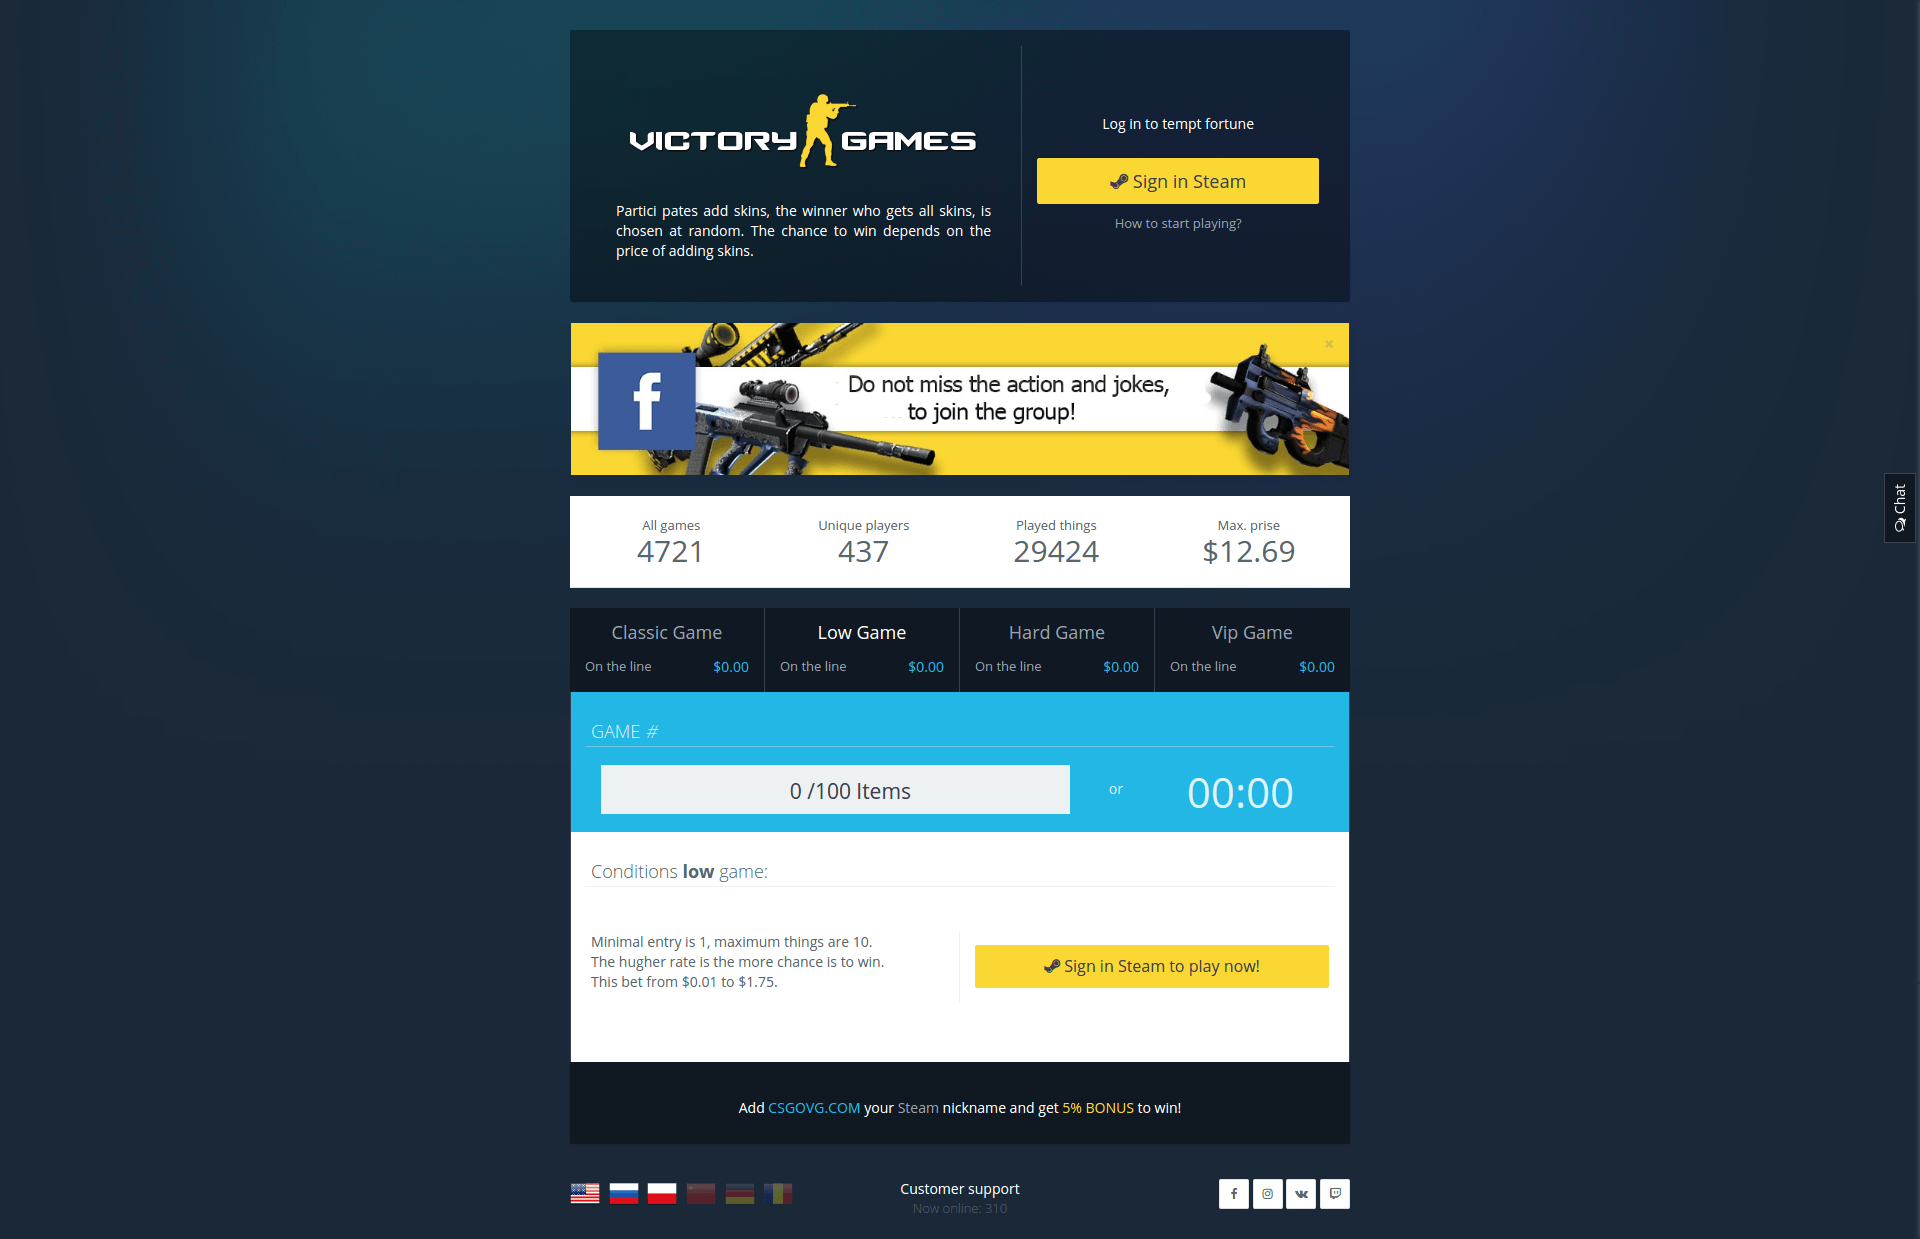 VICTORY GAMES
Partici pates add skins, the winner who gets all skins, is
chosen at random. The chance to win depends on the
price of adding skins.
Log in to tempt fortune
Sign in Steam
How to start playing?
f
Do not miss the action and jokes,
to join the group!
All games
4721
Unique players
437
Played things
29424
Max. prise
$12.69
Classic Game
On the line $0.00
Low Game
On the line $0.00
Hard Game
On the line $0.00
Vip Game
On the line $0.00
GAME #
0 /100 Items
or
00:00
Conditions low game:
Minimal entry is 1, maximum things are 10.
The hugher rate is the more chance is to win.
This bet from $0.01 to $1.75.
Sign in Steam to play now!
Add CSGOVG.COM your Steam nickname and get 5% BONUS to win!
Customer support
Now online: 310
Chat